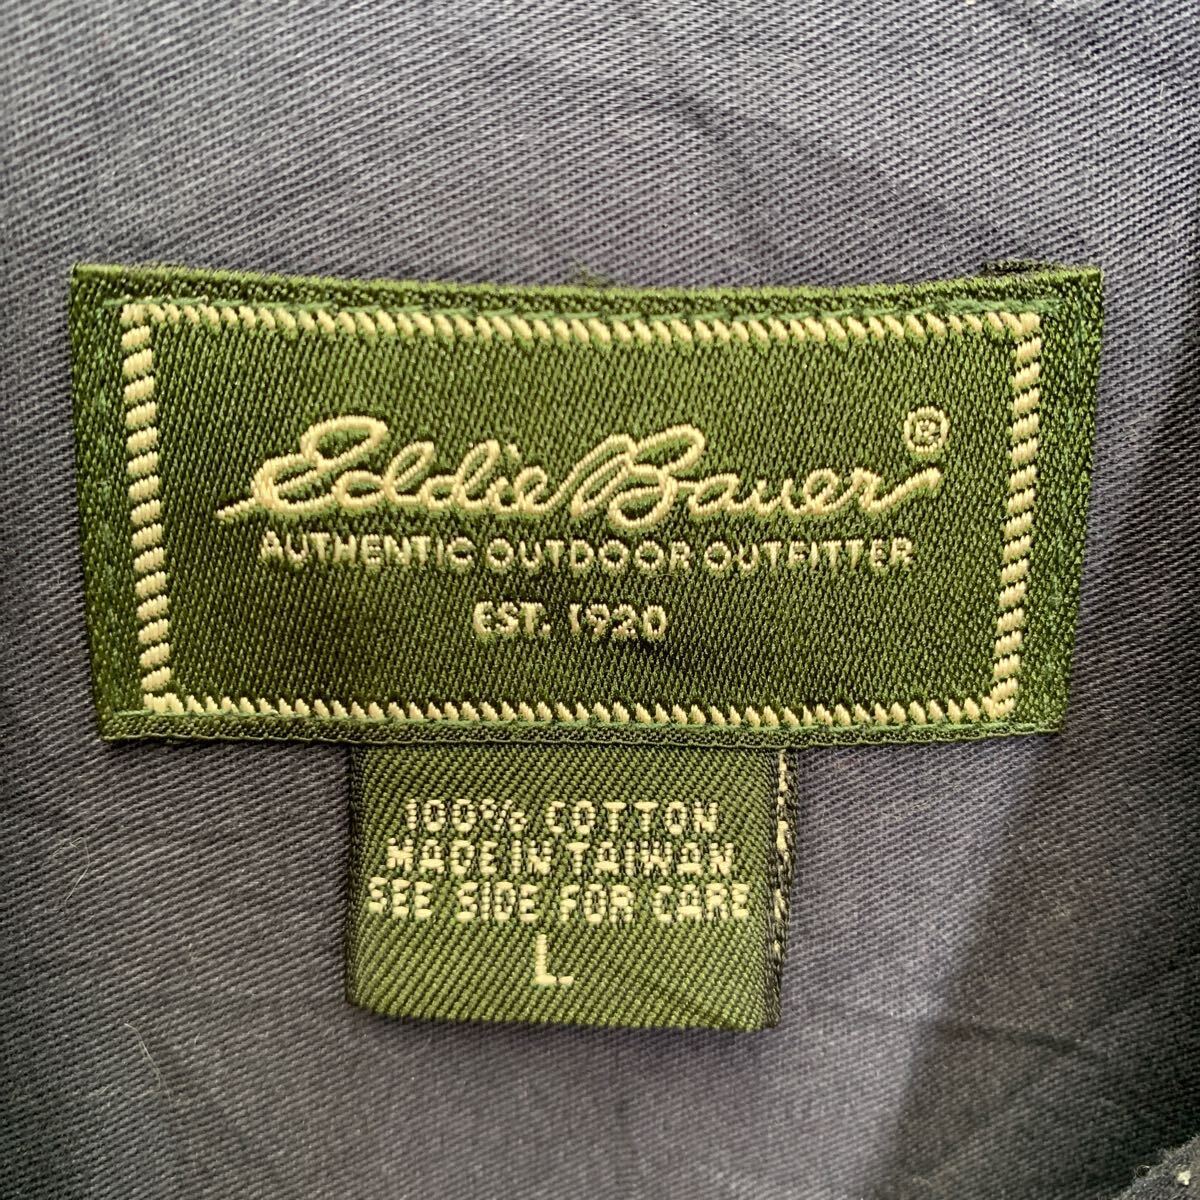 Eddie Bauer®
AUTHENTIC OUTDOOR OUTFITTER
EST. 1920
100% COTTON
MADE IN TAIWAN
SEE SIDE FOR CARE
L